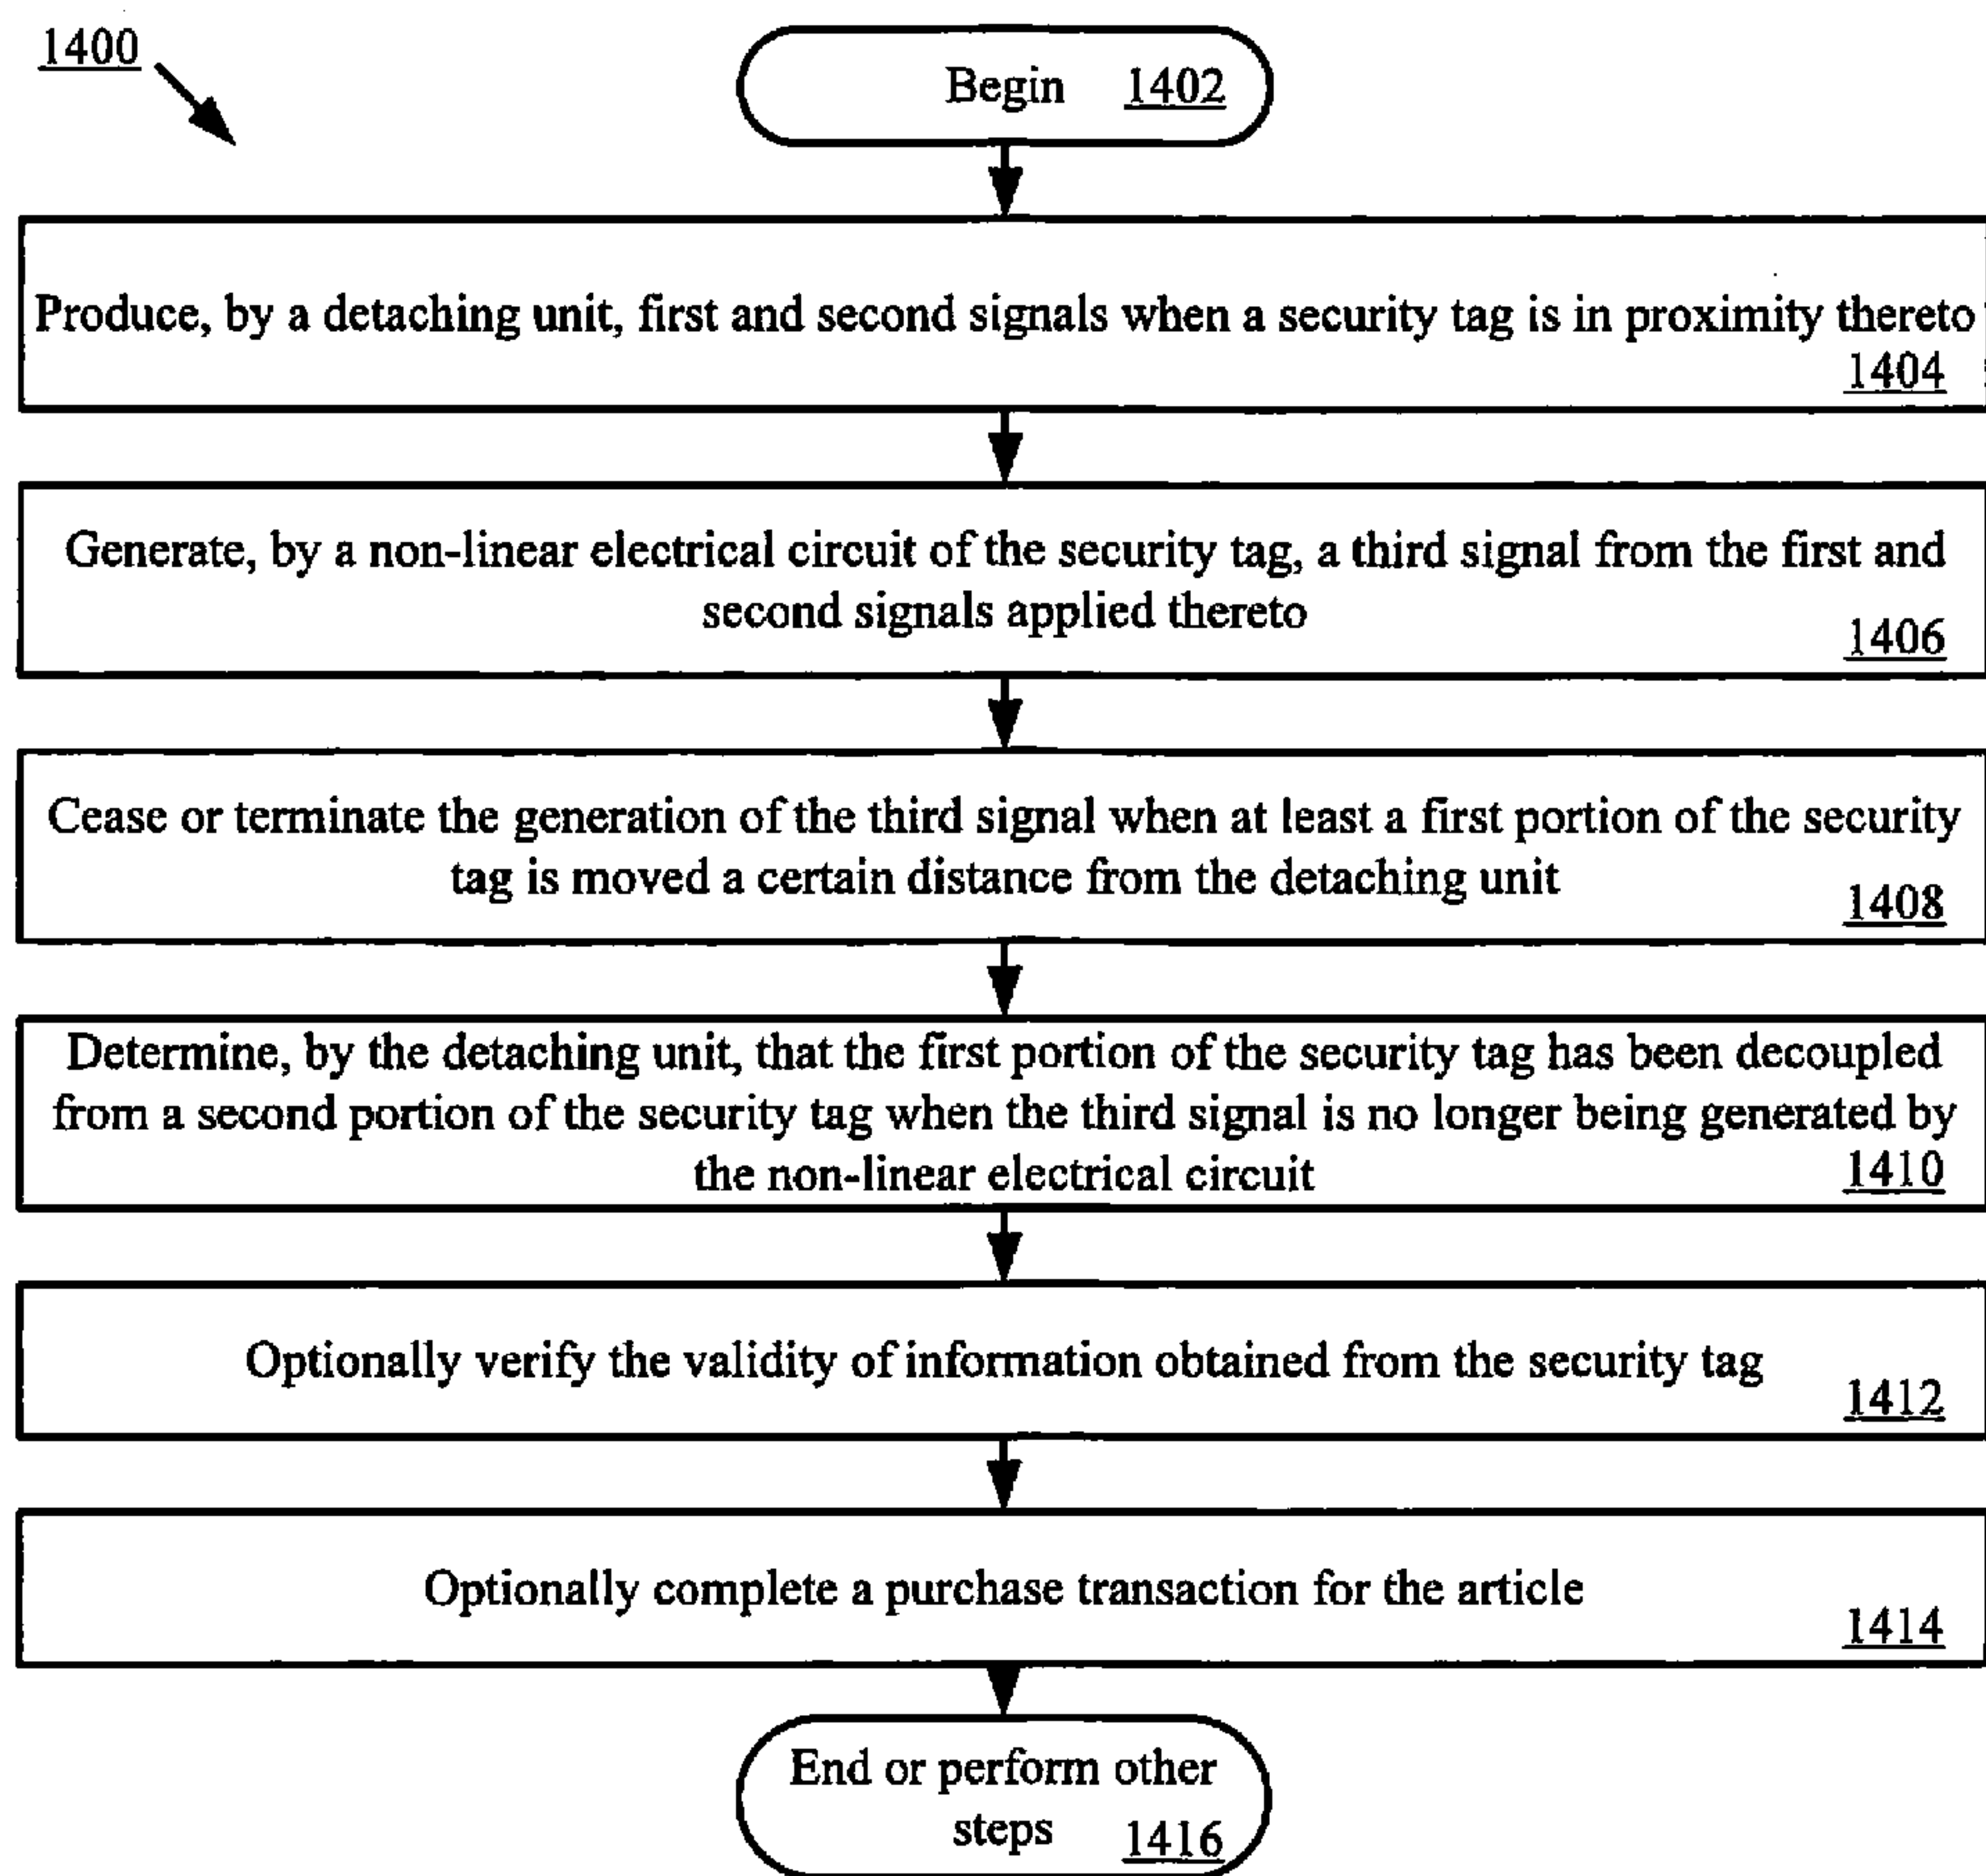 1400
Begin 1402
Produce, by a detaching unit, first and second signals when a security tag is in proximity thereto
1404
Generate, by a non-linear electrical circuit of the security tag, a third signal from the first and
second signals applied thereto
1406
Cease or terminate the generation of the third signal when at least a first portion of the security
tag is moved a certain distance from the detaching unit
1408
Determine, by the detaching unit, that the first portion of the security tag has been decoupled
from a second portion of the security tag when the third signal is no longer being generated by
the non-linear electrical circuit 1410
Optionally verify the validity of information obtained from the security tag
1412
Optionally complete a purchase transaction for the article
1414
End or perform other
steps 1416